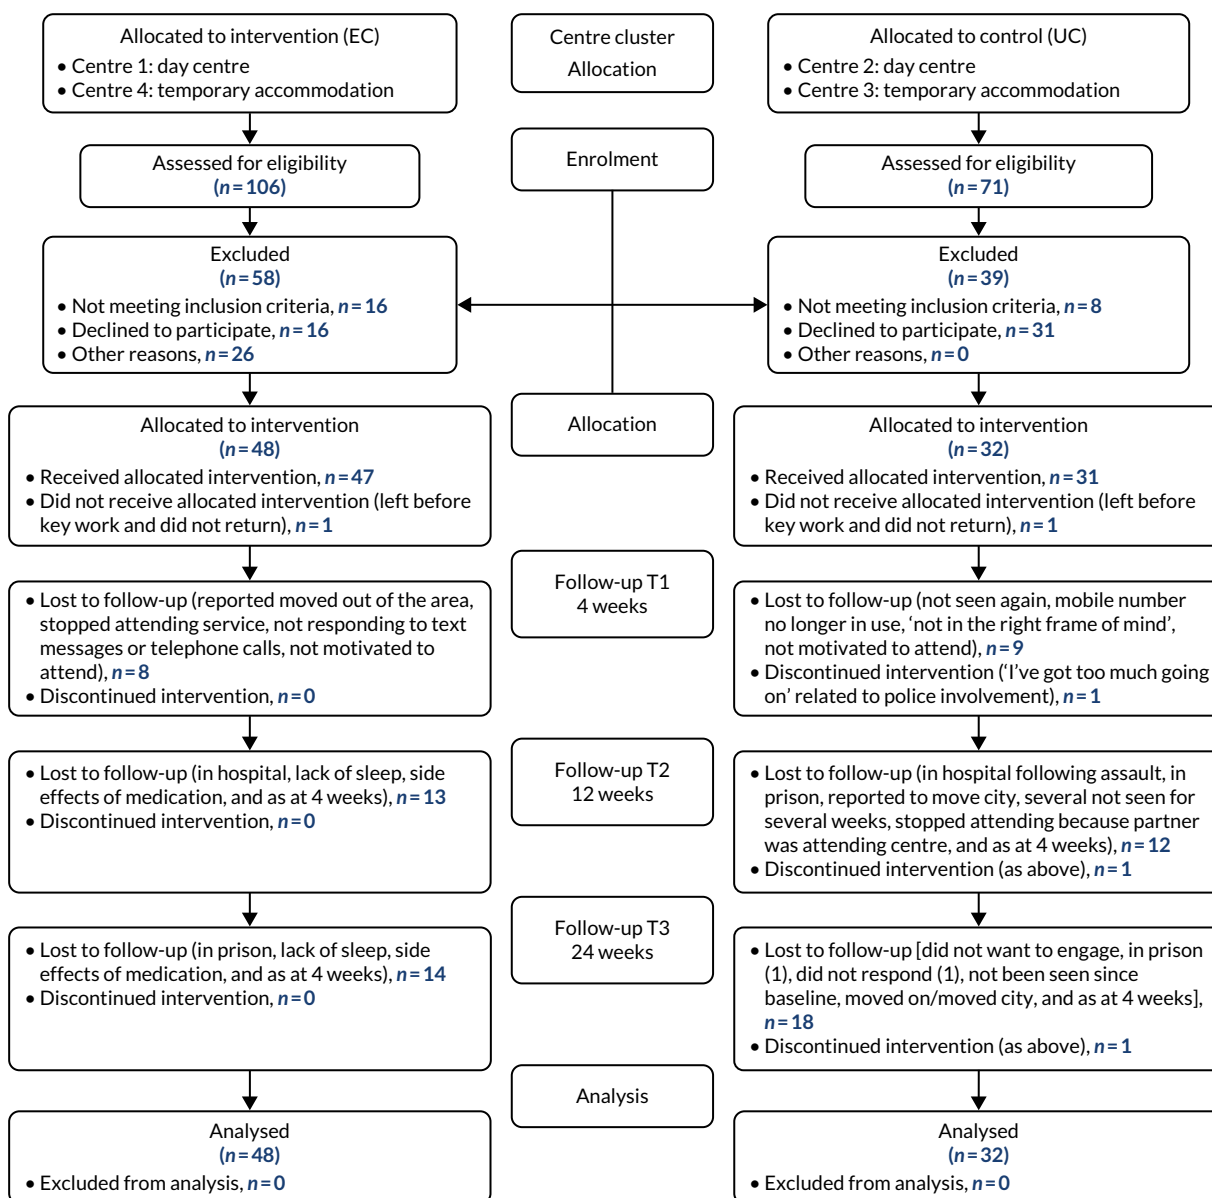 Allocated to intervention (EC)
• Centre 1: day centre
• Centre 4: temporary accommodation
Centre cluster
Allocation
Allocated to control (UC)
• Centre 2: day centre
• Centre 3: temporary accommodation
Assessed for eligibility
(n=106)
Enrolment
Assessed for eligibility
(n=71)
Excluded
(n=58)
• Not meeting inclusion criteria, n=16
• Declined to participate, n=16
• Other reasons, n=26
Excluded
(n=39)
• Not meeting inclusion criteria, n=8
• Declined to participate, n=31
• Other reasons, n=0
Allocated to intervention
(n=48)
• Received allocated intervention, n=47
• Did not receive allocated intervention (left before
key work and did not return), n=1
Allocation
Allocated to intervention
(n=32)
• Received allocated intervention, n=31
• Did not receive allocated intervention (left before
key work and did not return), n=1
Follow-up T1
4 weeks
• Lost to follow-up (reported moved out of the area,
stopped attending service, not responding to text
messages or telephone calls, not motivated to
attend), n=8
• Discontinued intervention, n=0
• Lost to follow-up (not seen again, mobile number
no longer in use, ‘not in the right frame of mind’,
not motivated to attend), n=9
• Discontinued intervention (‘I’ve got too much going
on’ related to police involvement), n=1
Follow-up T2
12 weeks
• Lost to follow-up (in hospital, lack of sleep, side
effects of medication, and as at 4 weeks), n=13
• Discontinued intervention, n=0
• Lost to follow-up (in hospital following assault, in
prison, reported to move city, several not seen for
several weeks, stopped attending because partner
was attending centre, and as at 4 weeks), n=12
• Discontinued intervention (as above), n=1
Follow-up T3
24 weeks
• Lost to follow-up (in prison, lack of sleep, side
effects of medication, and as at 4 weeks), n=14
• Discontinued intervention, n=0
• Lost to follow-up [did not want to engage, in prison
(1), did not respond (1), not been seen since
baseline, moved on/moved city, and as at 4 weeks],
n=18
• Discontinued intervention (as above), n=1
Analysis
Analysed
(n=48)
• Excluded from analysis, n=0
Analysed
(n=32)
• Excluded from analysis, n=0